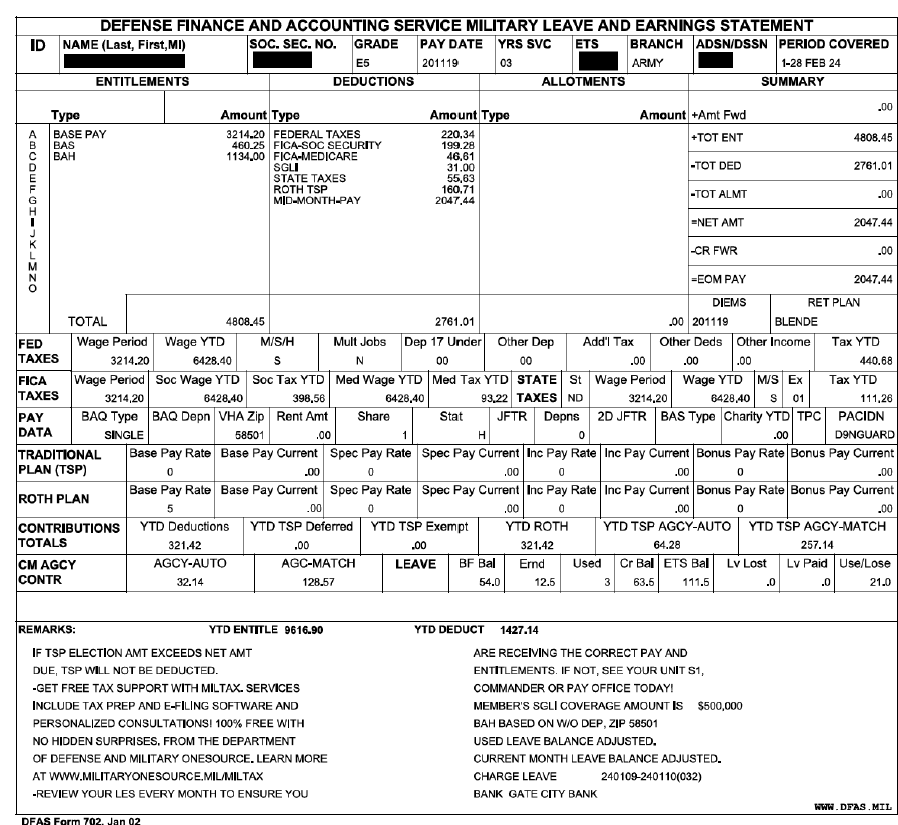 DEFENSE FINANCE AND ACCOUNTING SERVICE MILITARY LEAVE AND EARNINGS STATEMENT
ID NAME (Last, First,MI) SOC. SEC. NO. GRADE PAY DATE YRS SVC ETS BRANCH ADSN/DSSN PERIOD COVERED
E5 201119 03 ARMY 1-28 FEB 24
ENTITLEMENTS DEDUCTIONS ALLOTMENTS SUMMARY
Type Amount Type Amount Type Amount +Amt Fwd .00
A BASE PAY 3214.20 FEDERAL TAXES 220.34 +TOT ENT 4808.45
B BAS 460.25 FICA-SOC SECURITY 199.28
C BAH 1134.00 FICA-MEDICARE 46.61
D SGLI 31.00 -TOT DED 2761.01
E STATE TAXES 55.63
F ROTH TSP 160.71
G MID-MONTH-PAY 2047.44 -TOT ALMT .00
H
I =NET AMT 2047.44
J
K
L -CR FWR .00
M
N =EOM PAY 2047.44
O
DIEMS RET PLAN
TOTAL 4808.45 2761.01 .00 201119 BLENDE
FED TAXES Wage Period Wage YTD M/S/H Mult Jobs Dep 17 Under Other Dep Add'l Tax Other Deds Other Income Tax YTD
3214.20 6428.40 S N 00 00 .00 .00 .00 440.68
FICA TAXES Wage Period Soc Wage YTD Soc Tax YTD Med Wage YTD Med Tax YTD STATE TAXES St Wage Period Wage YTD M/S Ex Tax YTD
3214.20 6428.40 398.56 6428.40 93.22 ND 3214.20 6428.40 S 01 111.26
PAY DATA BAQ Type BAQ Depn VHA Zip Rent Amt Share Stat JFTR Depns 2D JFTR BAS Type Charity YTD TPC PACIDN
SINGLE 58501 .00 1 H 0 .00 D9NGUARD
TRADITIONAL PLAN (TSP) Base Pay Rate Base Pay Current Spec Pay Rate Spec Pay Current Inc Pay Rate Inc Pay Current Bonus Pay Rate Bonus Pay Current
0 .00 0 .00 0 .00 0 .00
ROTH PLAN Base Pay Rate Base Pay Current Spec Pay Rate Spec Pay Current Inc Pay Rate Inc Pay Current Bonus Pay Rate Bonus Pay Current
5 .00 0 .00 0 .00 0 .00
CONTRIBUTIONS TOTALS YTD Deductions YTD TSP Deferred YTD TSP Exempt YTD ROTH YTD TSP AGCY-AUTO YTD TSP AGCY-MATCH
321.42 .00 .00 321.42 64.28 257.14
CM AGCY CONTR AGCY-AUTO AGC-MATCH LEAVE BF Bal Ernd Used Cr Bal ETS Bal Lv Lost Lv Paid Use/Lose
32.14 128.57 54.0 12.5 3 63.5 111.5 .0 .0 21.0
REMARKS: YTD ENTITLE 9616.90 YTD DEDUCT 1427.14
IF TSP ELECTION AMT EXCEEDS NET AMT
DUE, TSP WILL NOT BE DEDUCTED.
-GET FREE TAX SUPPORT WITH MILTAX. SERVICES
INCLUDE TAX PREP AND E-FILING SOFTWARE AND
PERSONALIZED CONSULTATIONS! 100% FREE WITH
NO HIDDEN SURPRISES, FROM THE DEPARTMENT
OF DEFENSE AND MILITARY ONESOURCE. LEARN MORE
AT WWW.MILITARYONESOURCE.MIL/MILTAX
-REVIEW YOUR LES EVERY MONTH TO ENSURE YOU
ARE RECEIVING THE CORRECT PAY AND
ENTITLEMENTS. IF NOT, SEE YOUR UNIT S1,
COMMANDER OR PAY OFFICE TODAY!
MEMBER'S SGLI COVERAGE AMOUNT IS $500,000
BAH BASED ON W/O DEP, ZIP 58501
USED LEAVE BALANCE ADJUSTED.
CURRENT MONTH LEAVE BALANCE ADJUSTED.
CHARGE LEAVE 240109-240110(032)
BANK GATE CITY BANK
WWW.DFAS.MIL
DFAS Form 702, Jan 02